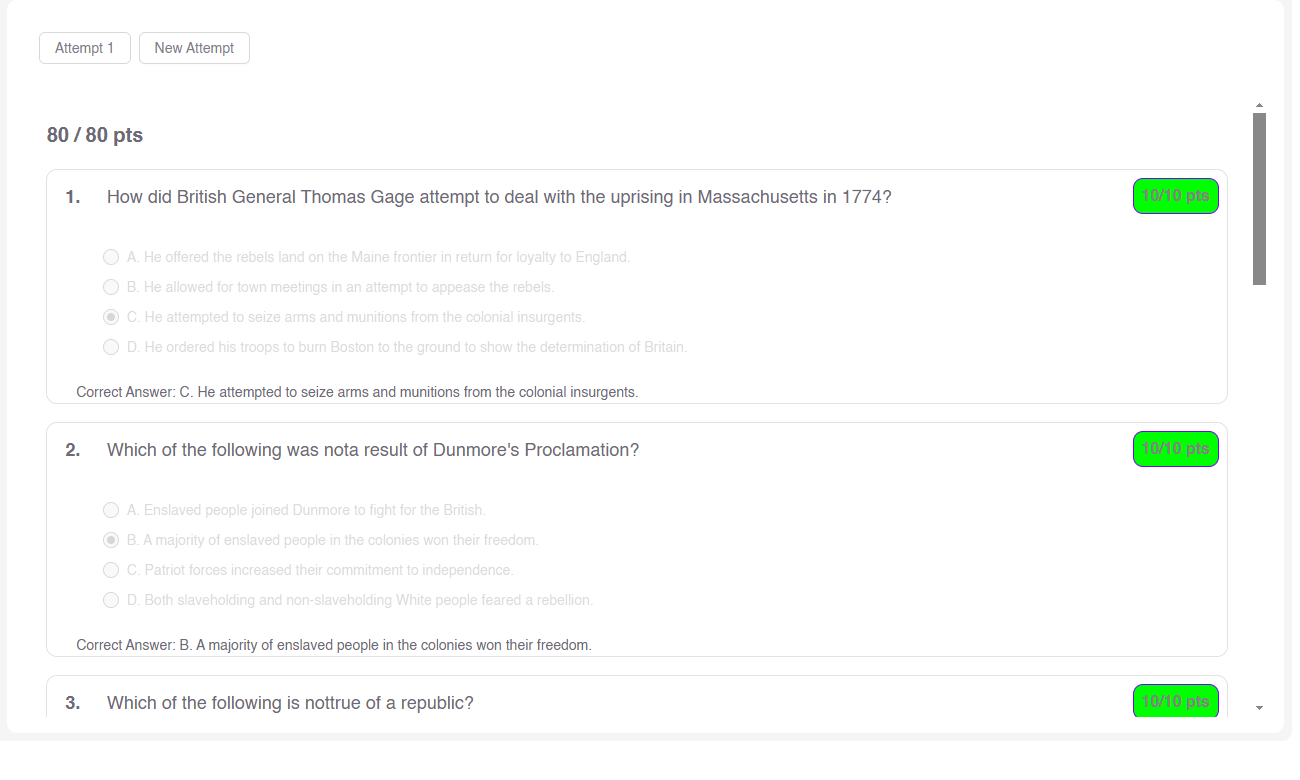 Attempt 1 New Attempt
80 / 80 pts
1. How did British General Thomas Gage attempt to deal with the uprising in Massachusetts in 1774? 10/10 pts
A. He offered the rebels land on the Maine frontier in return for loyalty to England.
B. He allowed for town meetings in an attempt to appease the rebels.
C. He attempted to seize arms and munitions from the colonial insurgents.
D. He ordered his troops to burn Boston to the ground to show the determination of Britain.
Correct Answer: C. He attempted to seize arms and munitions from the colonial insurgents.
2. Which of the following was nota result of Dunmore's Proclamation? 10/10 pts
A. Enslaved people joined Dunmore to fight for the British.
B. A majority of enslaved people in the colonies won their freedom.
C. Patriot forces increased their commitment to independence.
D. Both slaveholding and non-slaveholding White people feared a rebellion.
Correct Answer: B. A majority of enslaved people in the colonies won their freedom.
3. Which of the following is nottrue of a republic? 10/10 pts